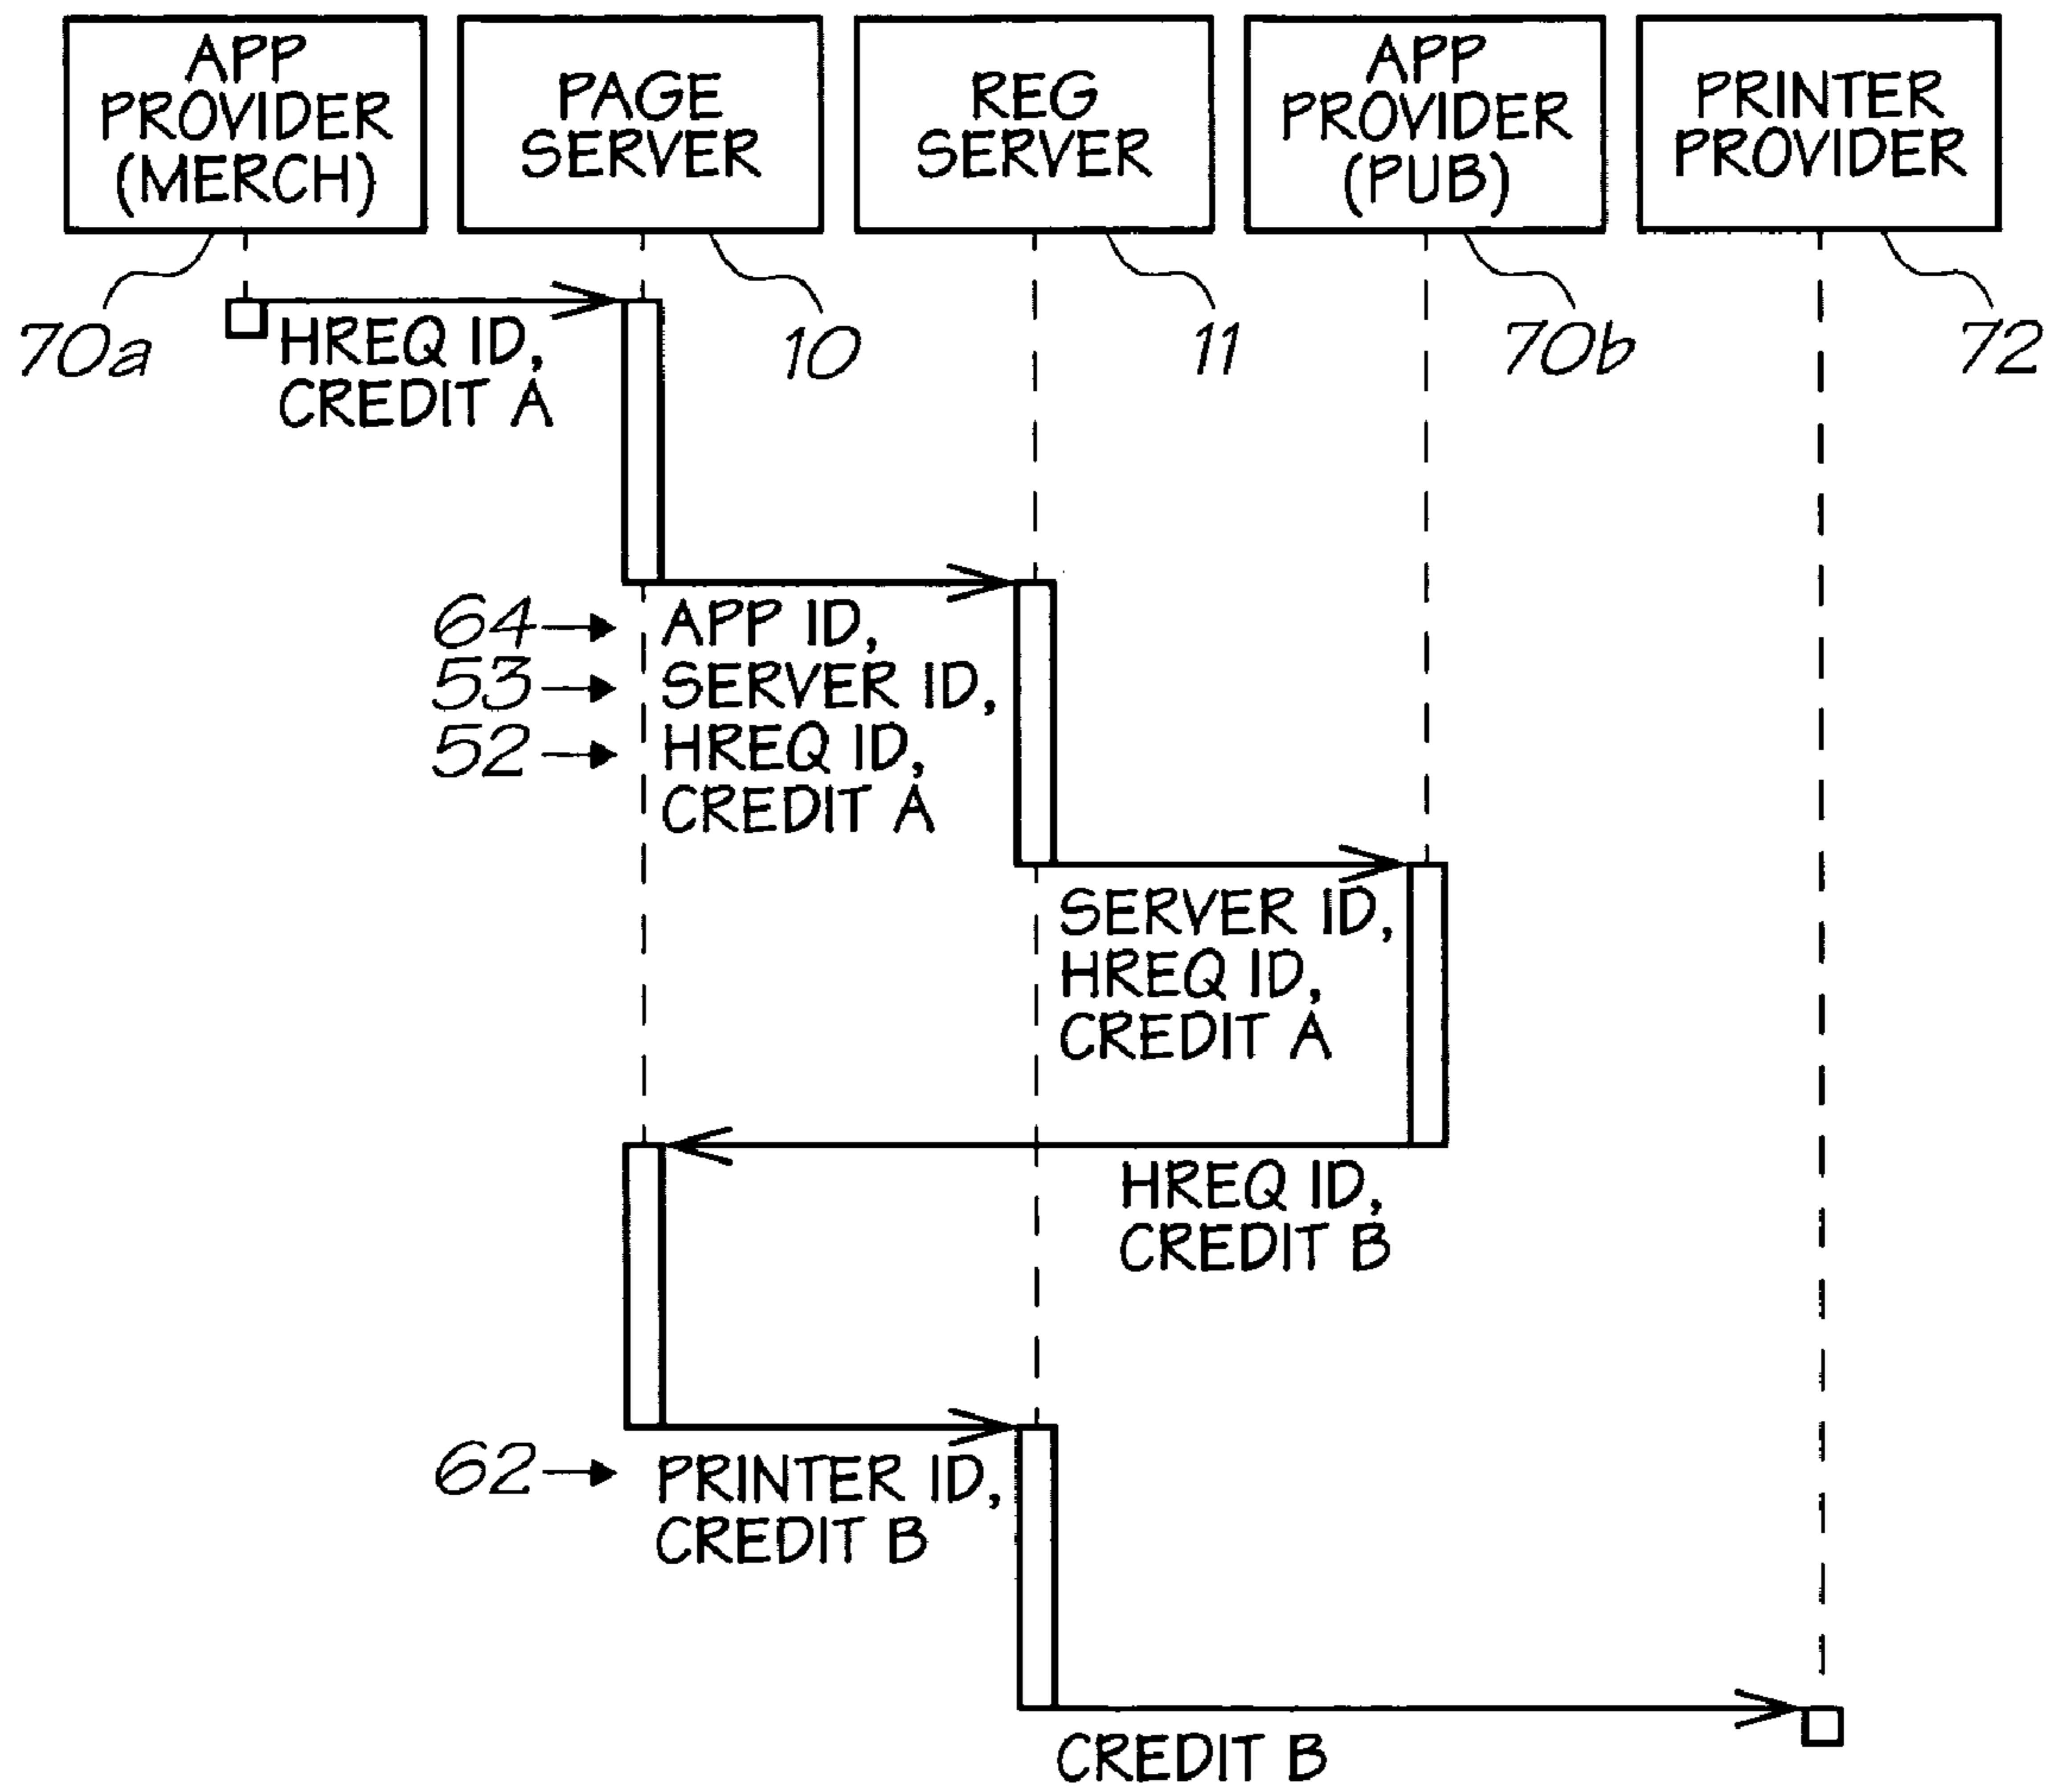 APP
PROVIDER
(MERCH)
PAGE
SERVER
REG
SERVER
APP
PROVIDER
(PUB)
PRINTER
PROVIDER
70a
10
11
70b
72
HREQ ID,
CREDIT A
64
APP ID,
53
SERVER ID,
52
HREQ ID,
CREDIT A
SERVER ID,
HREQ ID,
CREDIT A
HREQ ID,
CREDIT B
62
PRINTER ID,
CREDIT B
CREDIT B